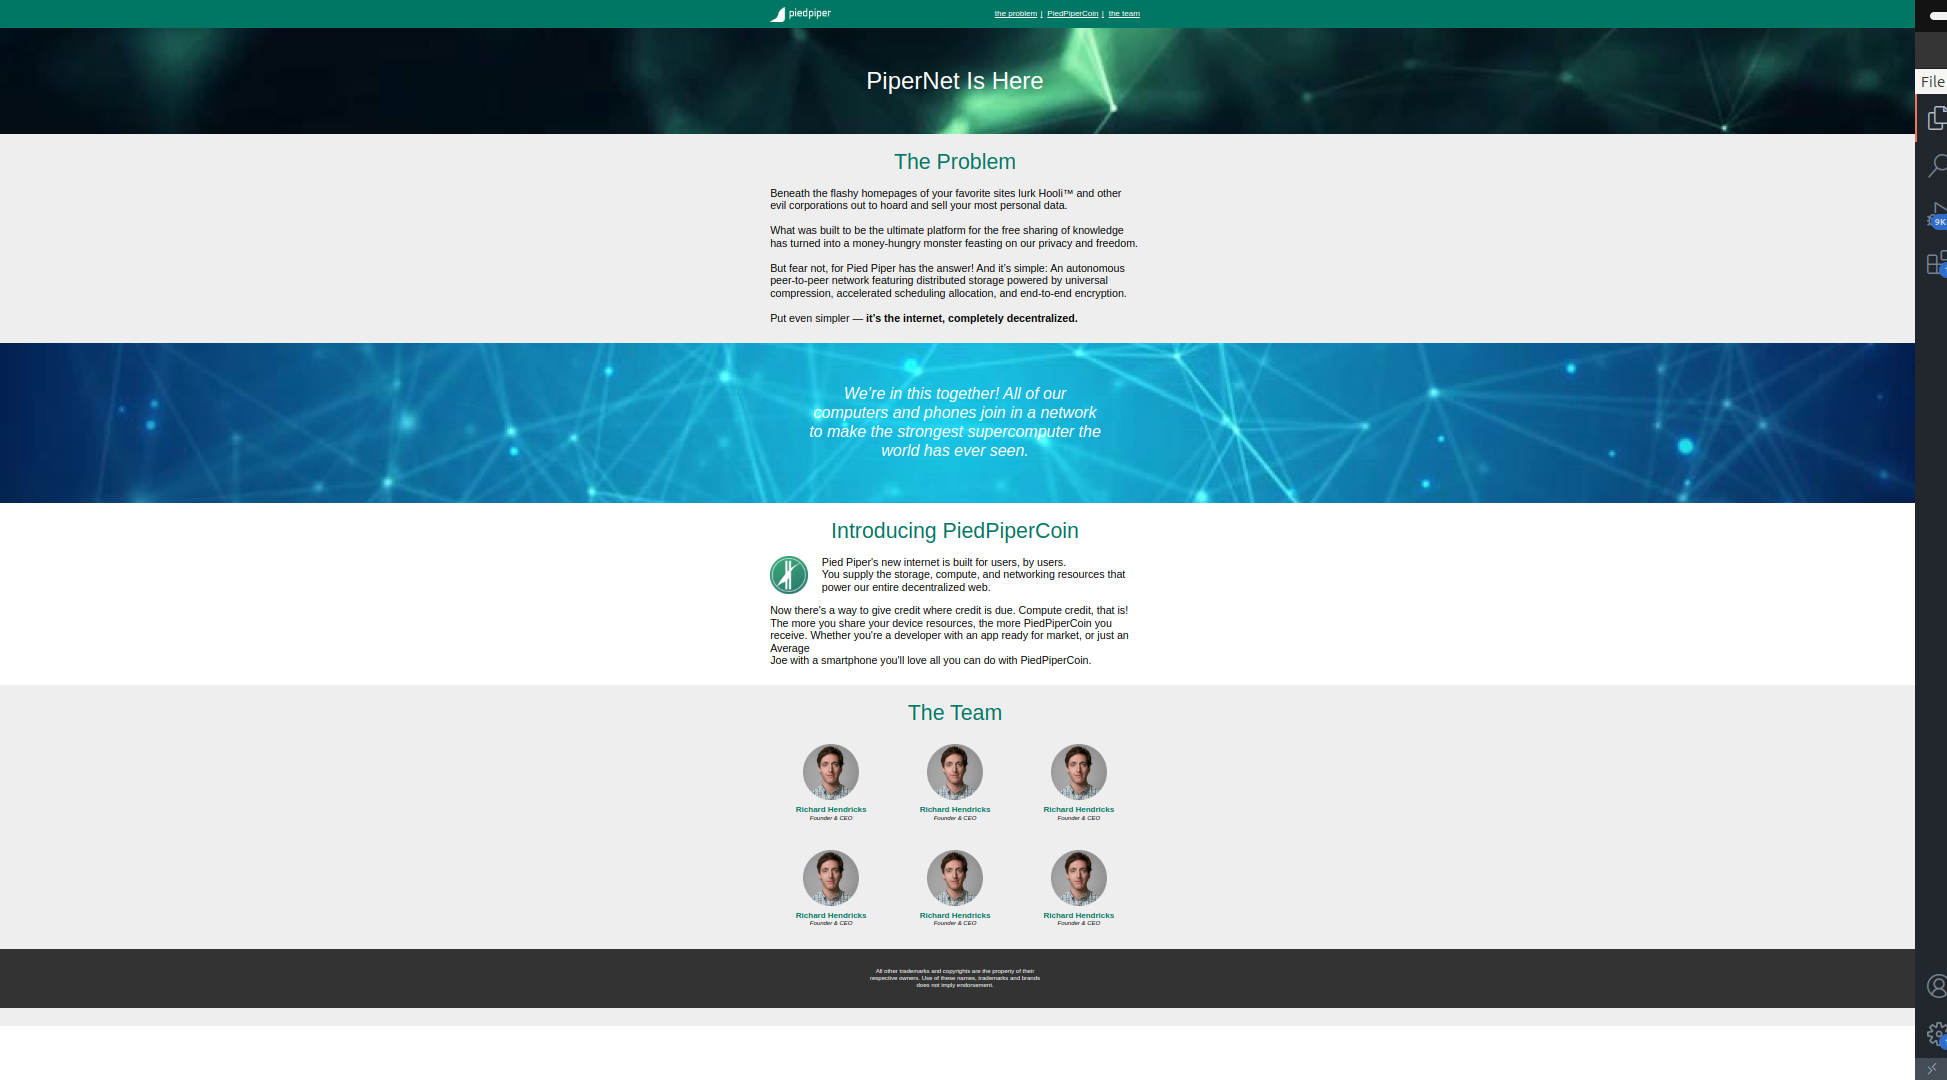 piedpiper
the problem | PiedPiperCoin | the team
File
PiperNet Is Here
The Problem
Beneath the flashy homepages of your favorite sites lurk Hooli™ and other
evil corporations out to hoard and sell your most personal data.
What was built to be the ultimate platform for the free sharing of knowledge
has turned into a money-hungry monster feasting on our privacy and freedom.
But fear not, for Pied Piper has the answer! And it's simple: An autonomous
peer-to-peer network featuring distributed storage powered by universal
compression, accelerated scheduling allocation, and end-to-end encryption.
Put even simpler — it's the internet, completely decentralized.
We're in this together! All of our
computers and phones join in a network
to make the strongest supercomputer the
world has ever seen.
Introducing PiedPiperCoin
Pied Piper's new internet is built for users, by users.
You supply the storage, compute, and networking resources that
power our entire decentralized web.
Now there's a way to give credit where credit is due. Compute credit, that is!
The more you share your device resources, the more PiedPiperCoin you
receive. Whether you're a developer with an app ready for market, or just an
Average
Joe with a smartphone you'll love all you can do with PiedPiperCoin.
The Team
Richard Hendricks
Founder & CEO
Richard Hendricks
Founder & CEO
Richard Hendricks
Founder & CEO
Richard Hendricks
Founder & CEO
Richard Hendricks
Founder & CEO
Richard Hendricks
Founder & CEO
All other trademarks and copyrights are the property of their
respective owners. Use of these names, trademarks and brands
does not imply endorsement.
9K